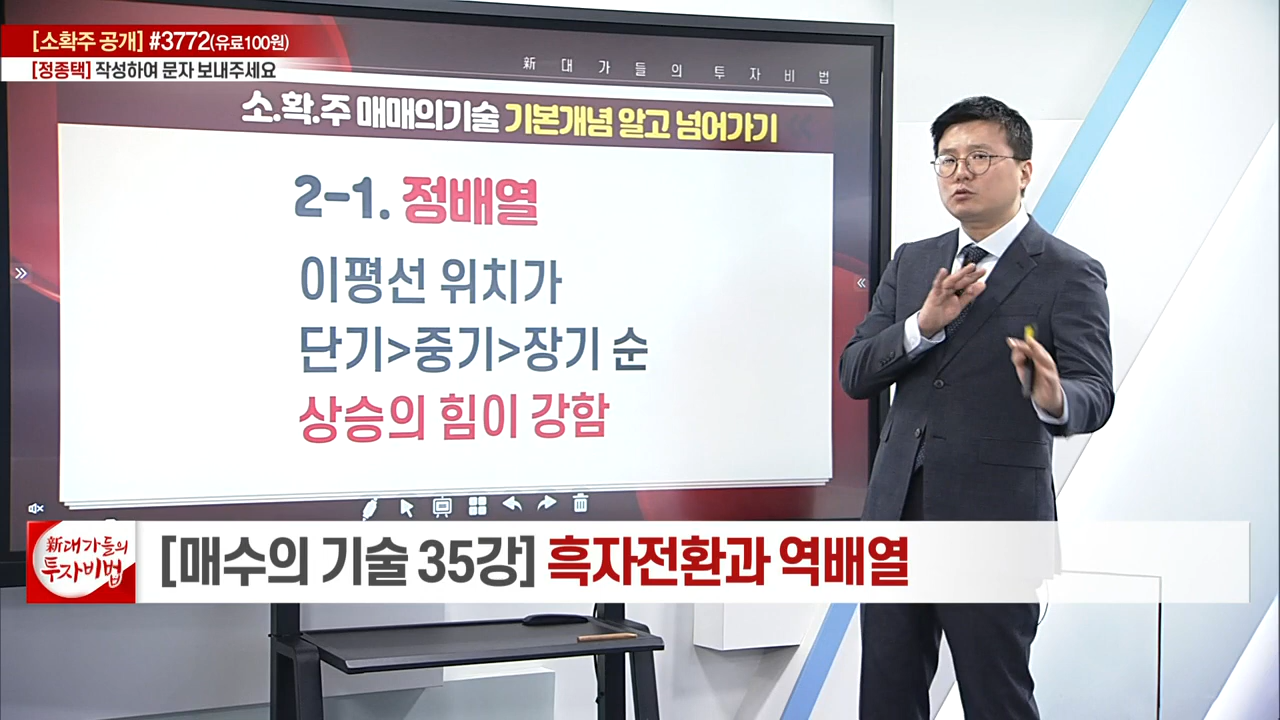 [소확주 공개] #3772(유료100원)
[정종택] 작성하여 문자 보내주세요
新 대 가 들 의 투 자 비 법
소.확.주 매매의기술 기본개념 알고 넘어가기
2-1. 정배열
이평선 위치가
단기>중기>장기 순
상승의 힘이 강함
新대가들의
투자비법
[매수의 기술 35강] 흑자전환과 역배열